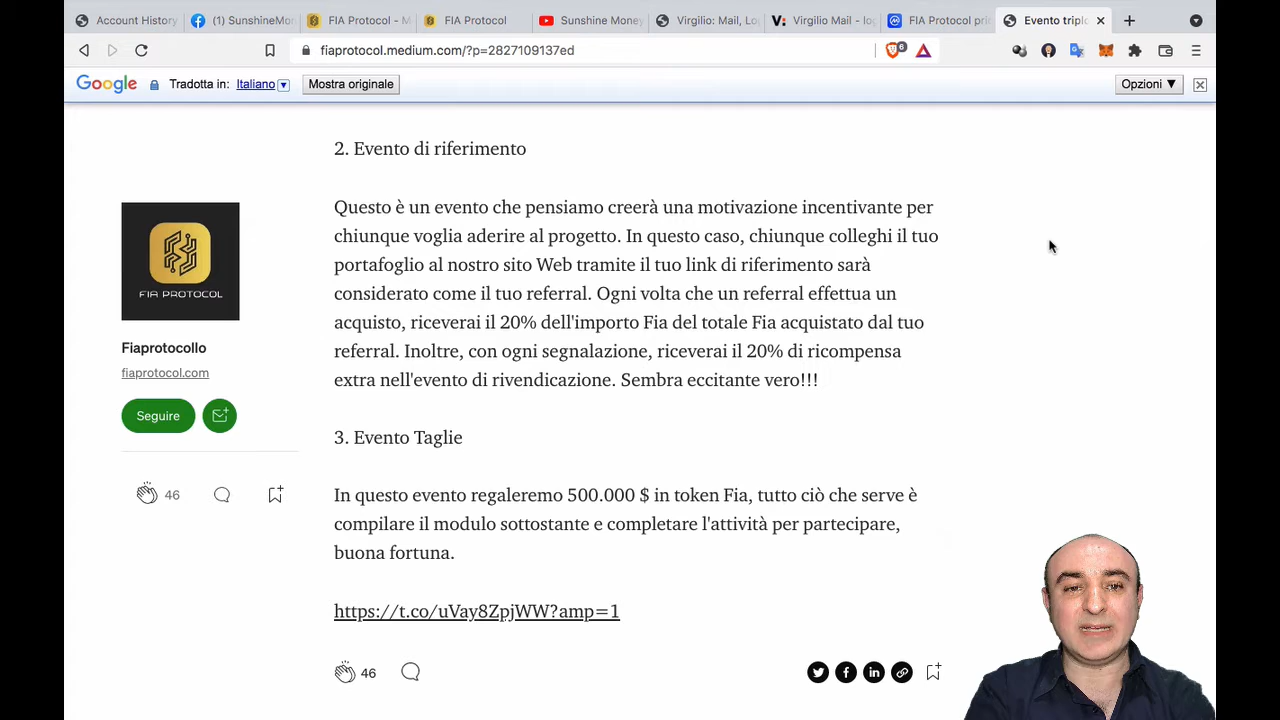 Account History
(1) SunshineMon
FIA Protocol - M
FIA Protocol
Sunshine Money
Virgilio: Mail, Lo
Virgilio Mail - log
FIA Protocol pric
Evento triplo
fiaprotocol.medium.com/?p=2827109137ed
6
Google
Tradotta in:
Italiano
Mostra originale
Opzioni ▼
2. Evento di riferimento
Questo è un evento che pensiamo creerà una motivazione incentivante per
chiunque voglia aderire al progetto. In questo caso, chiunque colleghi il tuo
portafoglio al nostro sito Web tramite il tuo link di riferimento sarà
considerato come il tuo referral. Ogni volta che un referral effettua un
acquisto, riceverai il 20% dell'importo Fia del totale Fia acquistato dal tuo
referral. Inoltre, con ogni segnalazione, riceverai il 20% di ricompensa
extra nell'evento di rivendicazione. Sembra eccitante vero!!!
FIA PROTOCOL
Fiaprotocollo
fiaprotocol.com
Seguire
46
3. Evento Taglie
In questo evento regaleremo 500.000 $ in token Fia, tutto ciò che serve è
compilare il modulo sottostante e completare l'attività per partecipare,
buona fortuna.
https://t.co/uVay8ZpjWW?amp=1
46